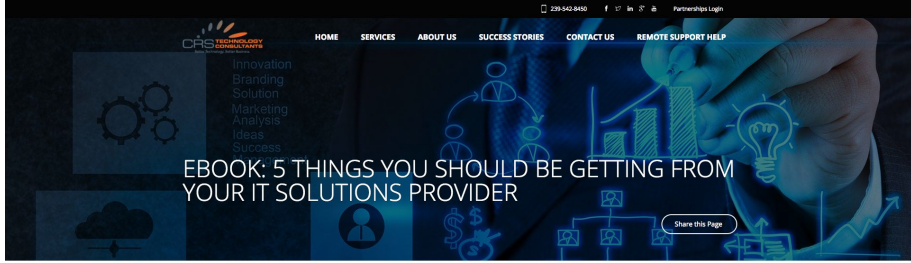 239-542-8450
Partnerships Login
CRS TECHNOLOGY CONSULTANTS
HOME SERVICES ABOUT US SUCCESS STORIES CONTACT US REMOTE SUPPORT HELP
Innovation
Branding
Solution
Marketing
Analysis
Ideas
Success
EBOOK: 5 THINGS YOU SHOULD BE GETTING FROM
YOUR IT SOLUTIONS PROVIDER
Share this Page